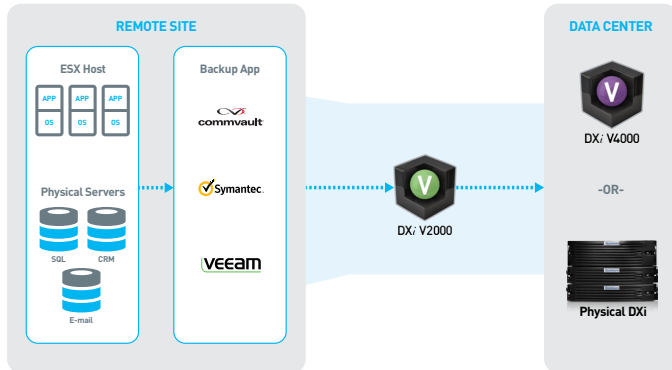 REMOTE SITE
ESX Host
APP APP APP
OS OS OS
Physical Servers
SQL CRM
E-mail
Backup App
commvault
Symantec.
veeam
V
DXi V2000
DATA CENTER
V
DXi V4000
-OR-
Physical DXi